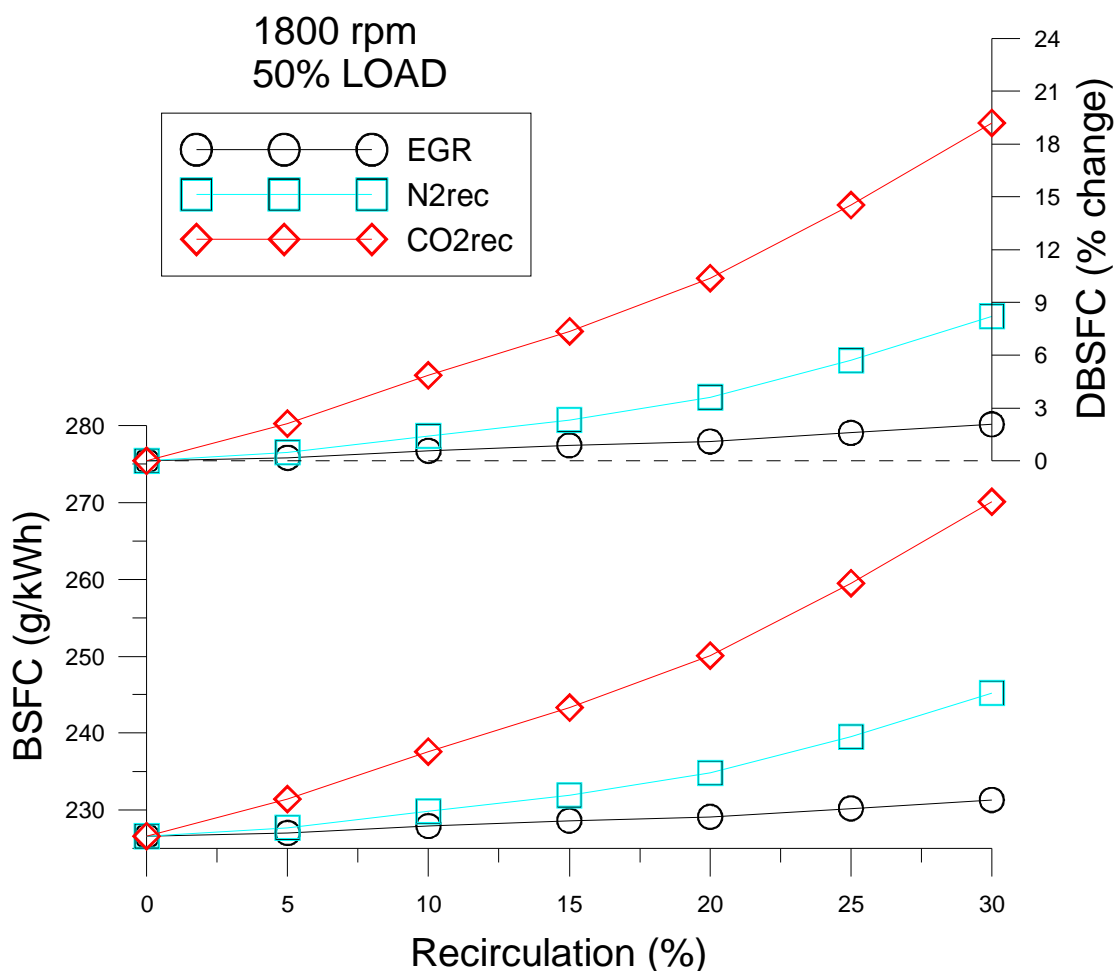 1800 rpm
50% LOAD
EGR
N2rec
CO2rec
24
21
18
15
12
9
6
3
0
DBSFC (% change)
280
270
260
250
240
230
BSFC (g/kWh)
0 5 10 15 20 25 30
Recirculation (%)